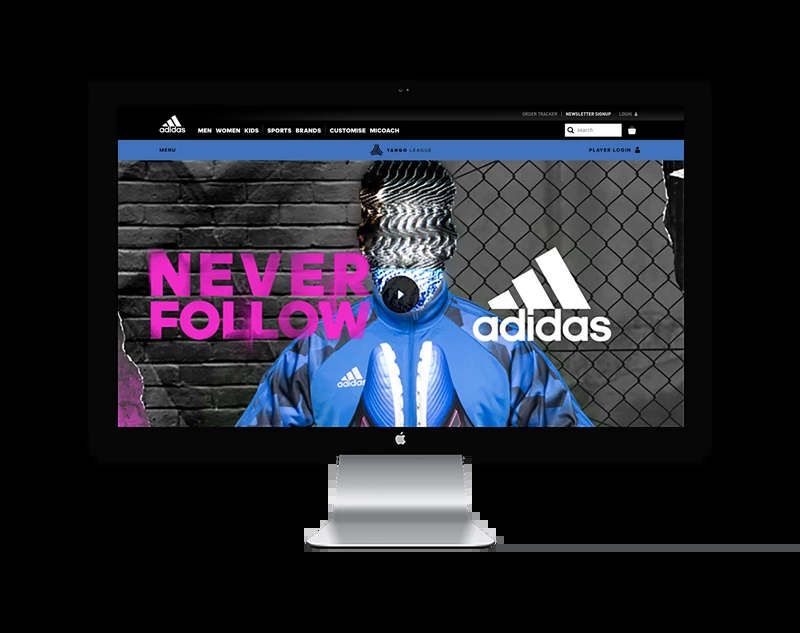 ORDER TRACKER | NEWSLETTER SIGNUP LOGIN
adidas MEN WOMEN KIDS SPORTS BRANDS CUSTOMISE MICOACH search
MENU TANGO LEAGUE PLAYER LOGIN
NEVER
FOLLOW
adidas
adidas